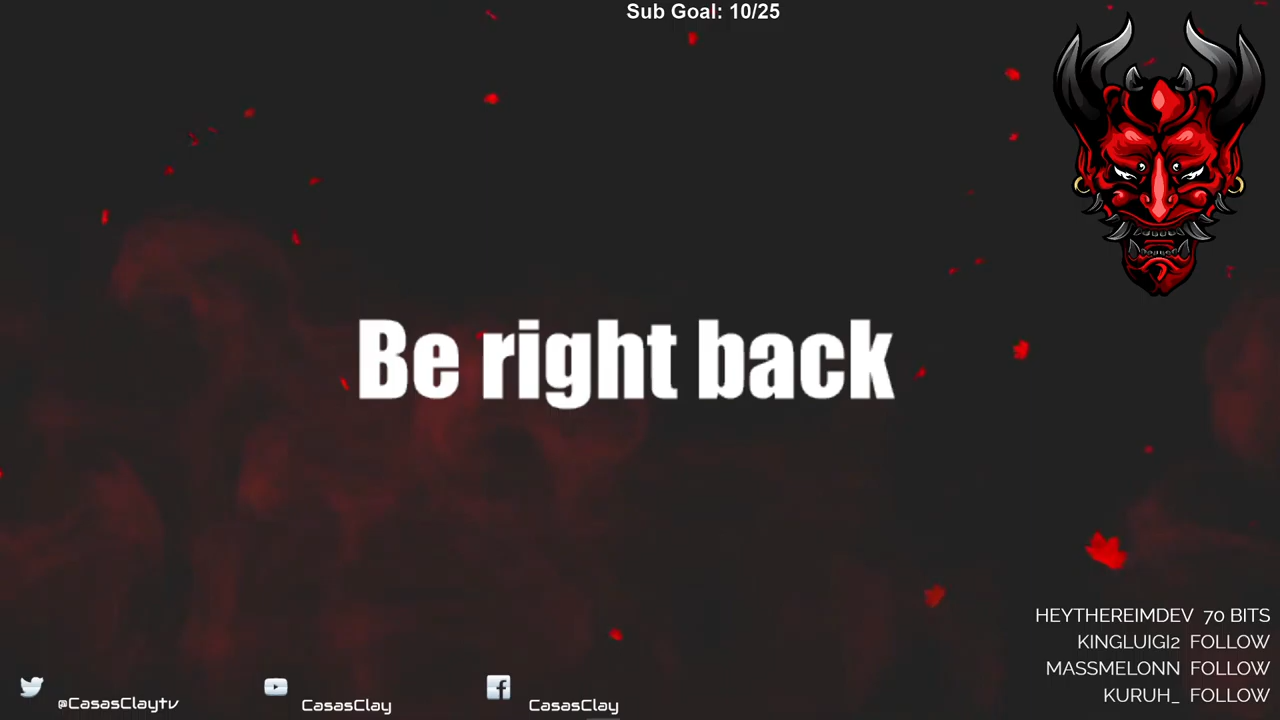 Sub Goal: 10/25
Be right back
HEYTHEREIMDEV 70 BITS
KINGLUIGI2 FOLLOW
MASSMELONN FOLLOW
KURUH_ FOLLOW
@CasasClaytv
CasasClay
CasasClay